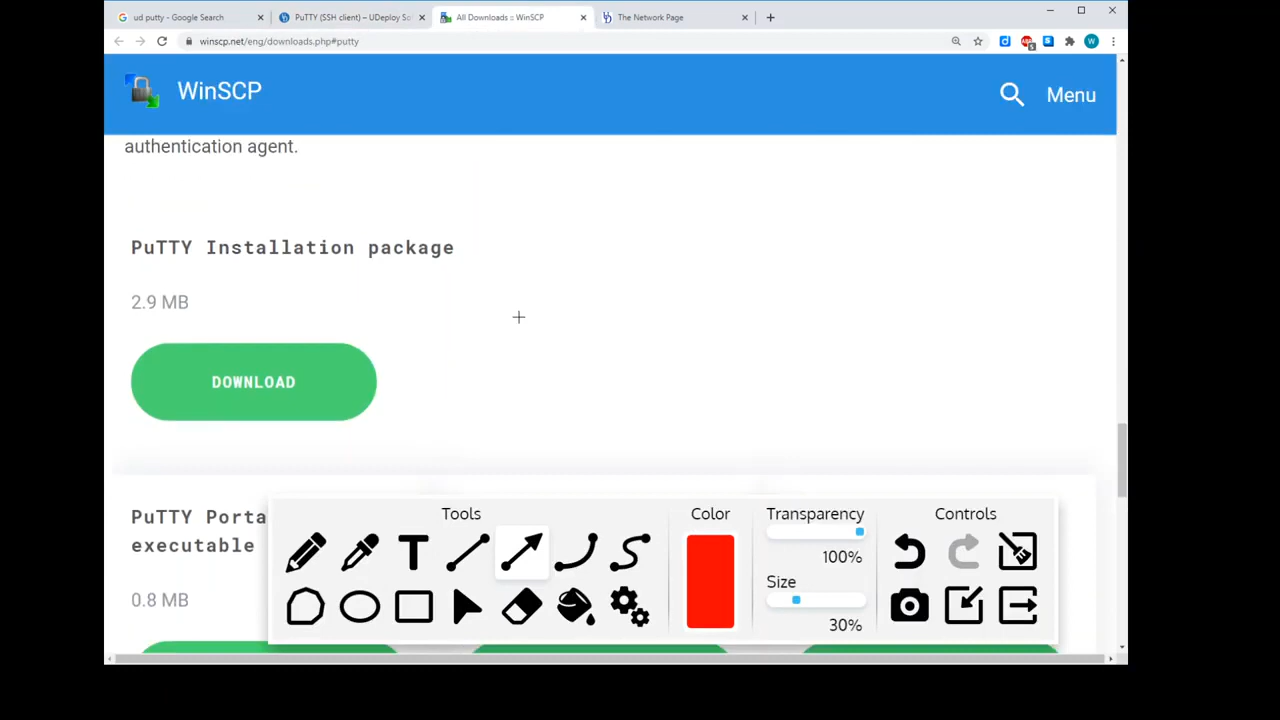 ud putty - Google Search
PuTTY (SSH client) – UDeploy So
All Downloads :: WinSCP
The Network Page
winscp.net/eng/downloads.php#putty
WinSCP
Menu
authentication agent.
PuTTY Installation package
2.9 MB
DOWNLOAD
PuTTY Porta
executable
0.8 MB
Tools
Color
Transparency
100%
Size
30%
Controls